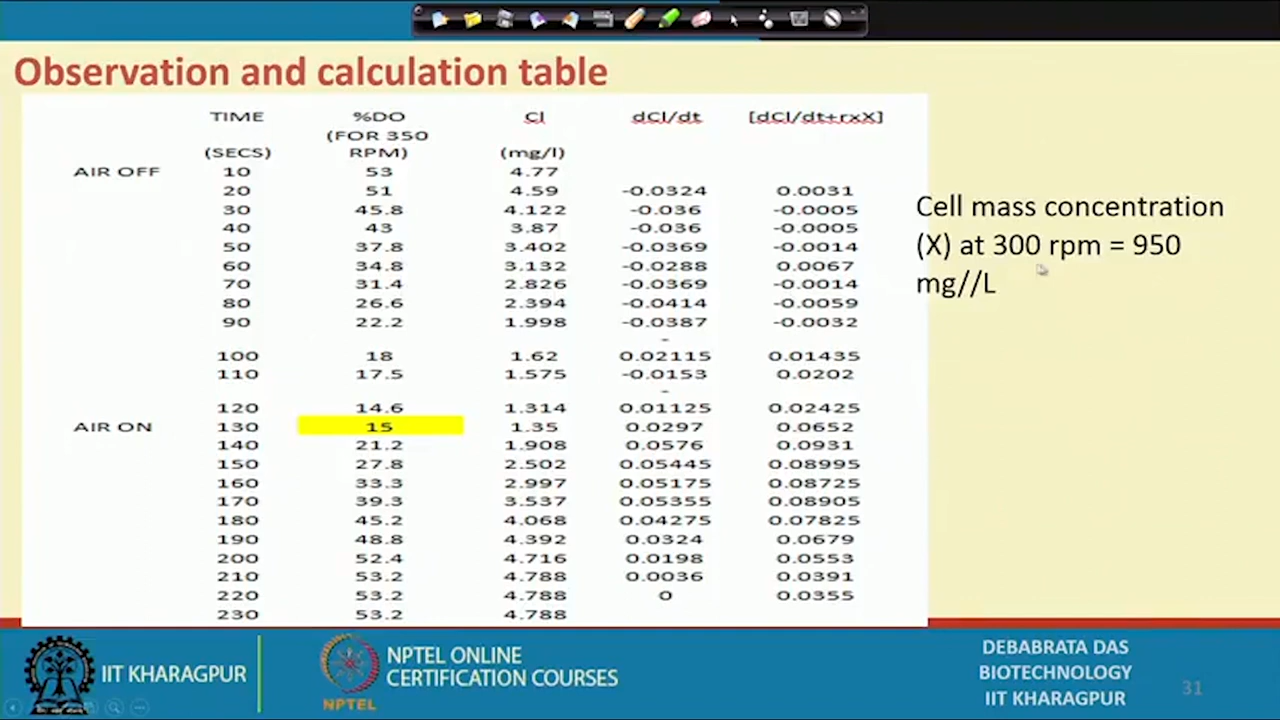 Observation and calculation table
TIME %DO Cl dCl/dt [dCl/dt+rxX]
(FOR 350
(SECS) RPM) (mg/l)
AIR OFF 10 53 4.77
20 51 4.59 -0.0324 0.0031
30 45.8 4.122 -0.036 -0.0005
40 43 3.87 -0.036 -0.0005
50 37.8 3.402 -0.0369 -0.0014
60 34.8 3.132 -0.0288 0.0067
70 31.4 2.826 -0.0369 -0.0014
80 26.6 2.394 -0.0414 -0.0059
90 22.2 1.998 -0.0387 -0.0032
-
100 18 1.62 0.02115 0.01435
110 17.5 1.575 -0.0153 0.0202
-
120 14.6 1.314 0.01125 0.02425
AIR ON 130 15 1.35 0.0297 0.0652
140 21.2 1.908 0.0576 0.0931
150 27.8 2.502 0.05445 0.08995
160 33.3 2.997 0.05175 0.08725
170 39.3 3.537 0.05355 0.08905
180 45.2 4.068 0.04275 0.07825
190 48.8 4.392 0.0324 0.0679
200 52.4 4.716 0.0198 0.0553
210 53.2 4.788 0.0036 0.0391
220 53.2 4.788 0 0.0355
230 53.2 4.788
Cell mass concentration
(X) at 300 rpm = 950
mg//L
IIT KHARAGPUR
NPTEL
NPTEL ONLINE
CERTIFICATION COURSES
DEBABRATA DAS
BIOTECHNOLOGY
IIT KHARAGPUR
31